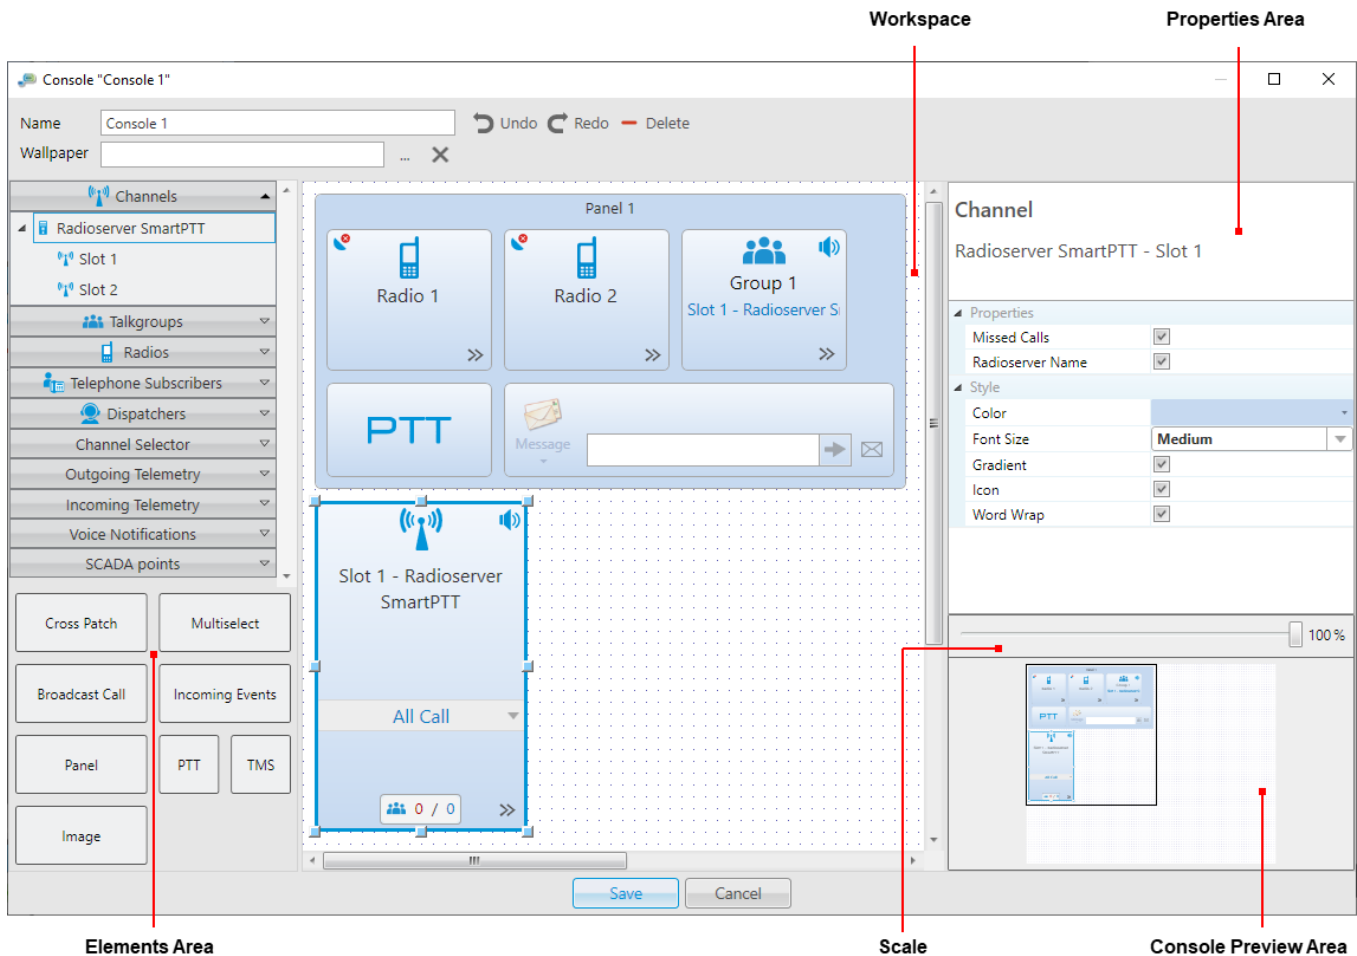 Workspace
Properties Area
Console "Console 1"
Name
Console 1
Undo
Redo
Delete
Wallpaper
...
Channels
Radioserver SmartPTT
Slot 1
Slot 2
Talkgroups
Radios
Telephone Subscribers
Dispatchers
Channel Selector
Outgoing Telemetry
Incoming Telemetry
Voice Notifications
SCADA points
Cross Patch
Multiselect
Broadcast Call
Incoming Events
Panel
PTT
TMS
Image
Panel 1
Radio 1
Radio 2
Group 1
Slot 1 - Radioserver S
PTT
Message
Slot 1 - Radioserver
SmartPTT
All Call
0 / 0
Channel
Radioserver SmartPTT - Slot 1
Properties
Missed Calls
Radioserver Name
Style
Color
Font Size
Medium
Gradient
Icon
Word Wrap
100 %
PTT
Save
Cancel
Elements Area
Scale
Console Preview Area